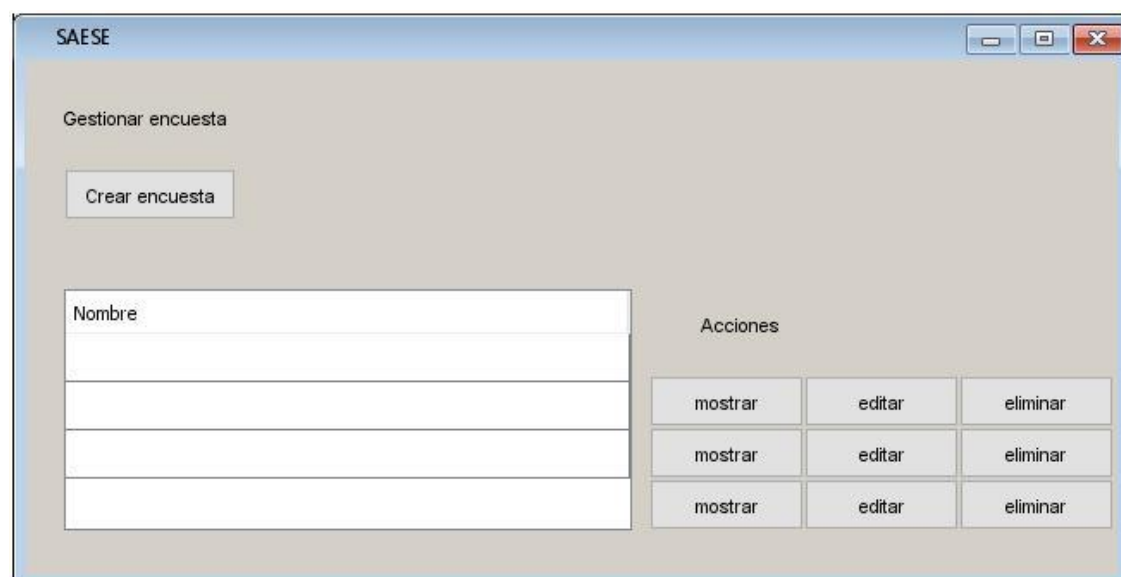 SAESE
Gestionar encuesta
Crear encuesta
Nombre
Acciones
mostrar editar eliminar
mostrar editar eliminar
mostrar editar eliminar